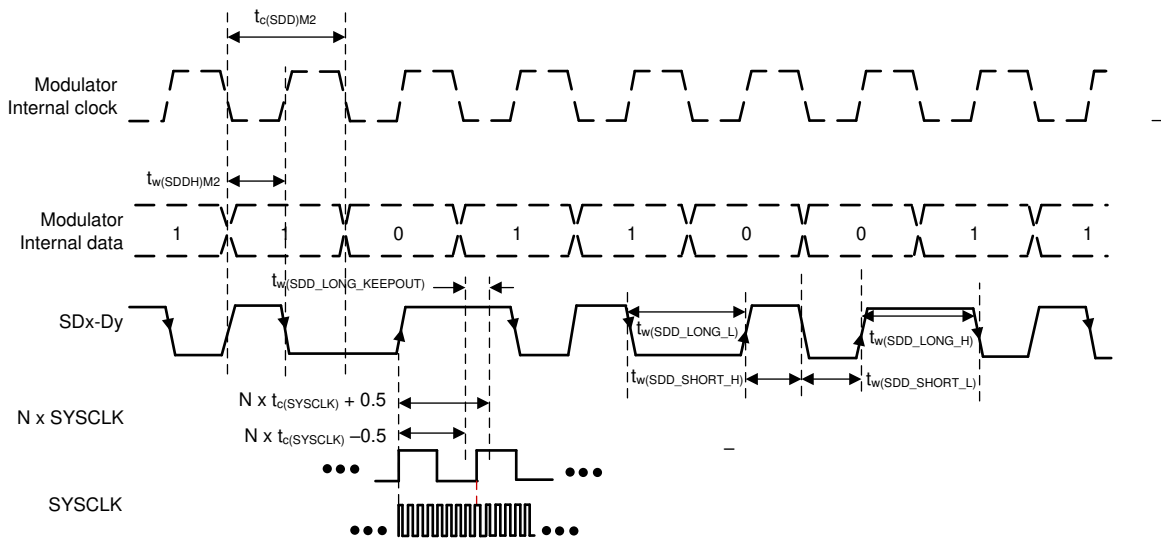 tc(SDD)M2
Modulator
Internal clock
tw(SDDH)M2
Modulator
Internal data
1 1 0 1 1 0 0 1 1
tw(SDD_LONG_KEEPOUT)
SDx-Dy
tw(SDD_LONG_L)
tw(SDD_LONG_H)
tw(SDD_SHORT_H)
tw(SDD_SHORT_L)
N x tc(SYSCLK) + 0.5
N x SYSCLK
N x tc(SYSCLK) –0.5
SYSCLK